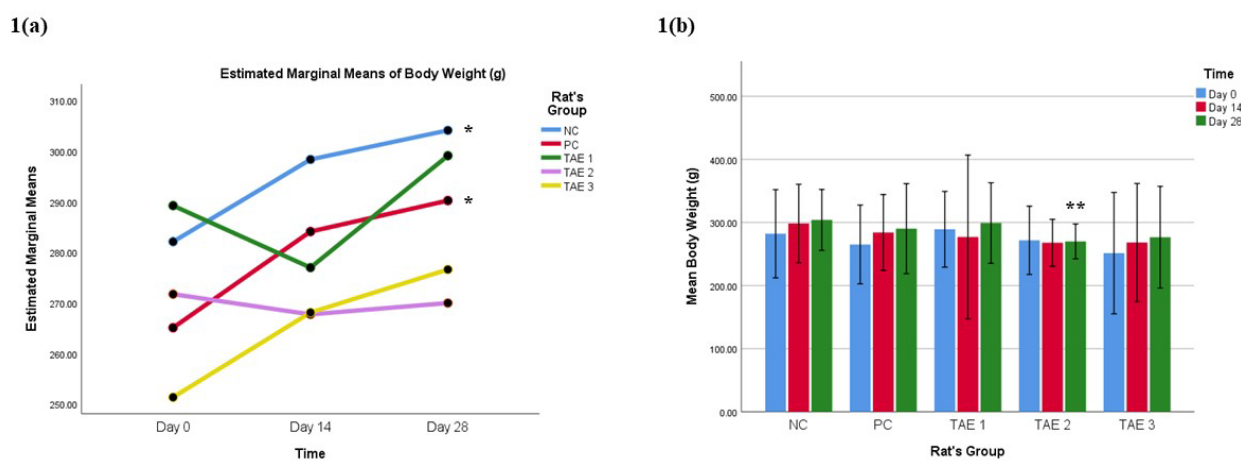 1(a)
Estimated Marginal Means of Body Weight (g)
Estimated Marginal Means
310.00
300.00
290.00
280.00
270.00
260.00
250.00
Day 0
Day 14
Day 28
Time
Rat's
Group
NC
PC
TAE 1
TAE 2
TAE 3
*
*
1(b)
Mean Body Weight (g)
500.00
400.00
300.00
200.00
100.00
0.00
**
NC
PC
TAE 1
TAE 2
TAE 3
Rat's Group
Time
Day 0
Day 14
Day 28